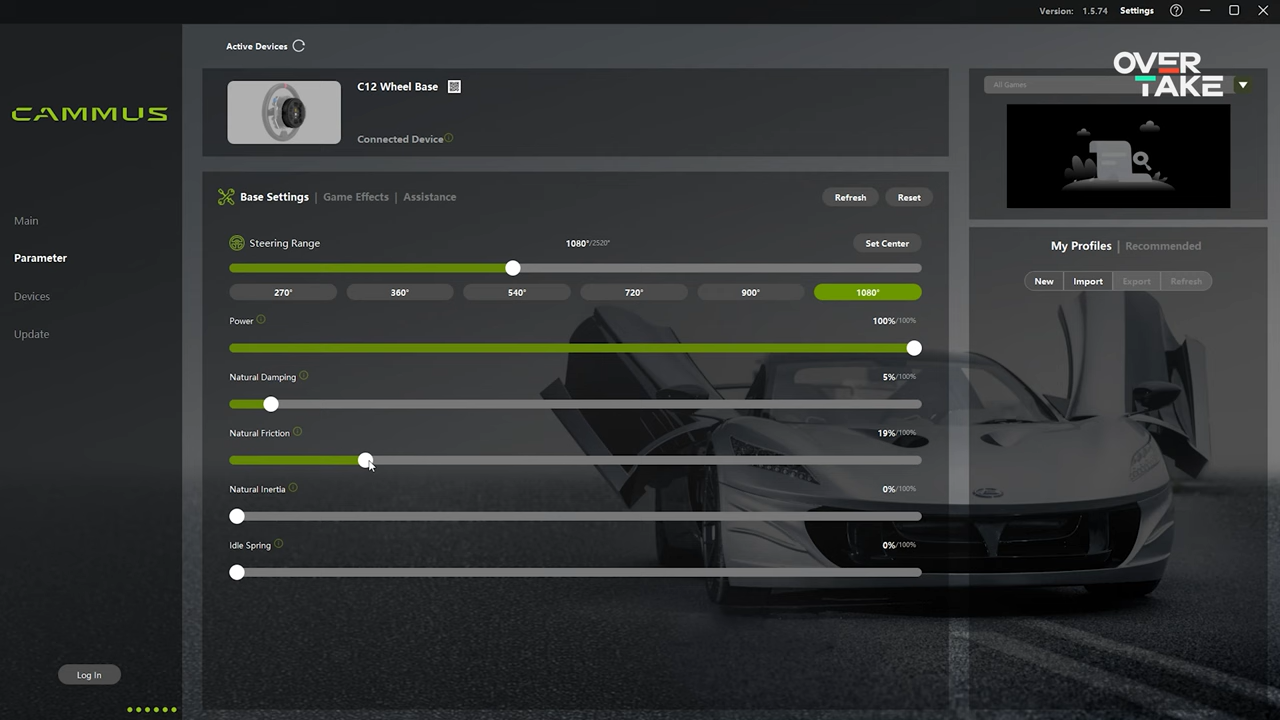 Version: 1.5.74 Settings
Active Devices
CAMMUS
C12 Wheel Base
Connected Device
OVER
TAKE
All Games
Main
Parameter
Devices
Update
Log In
Base Settings | Game Effects | Assistance
Refresh Reset
Steering Range 1080°/2520° Set Center
270° 360° 540° 720° 900° 1080°
Power 100%/100%
Natural Damping 5%/100%
Natural Friction 19%/100%
Natural Inertia 0%/100%
Idle Spring 0%/100%
My Profiles | Recommended
New Import Export Refresh